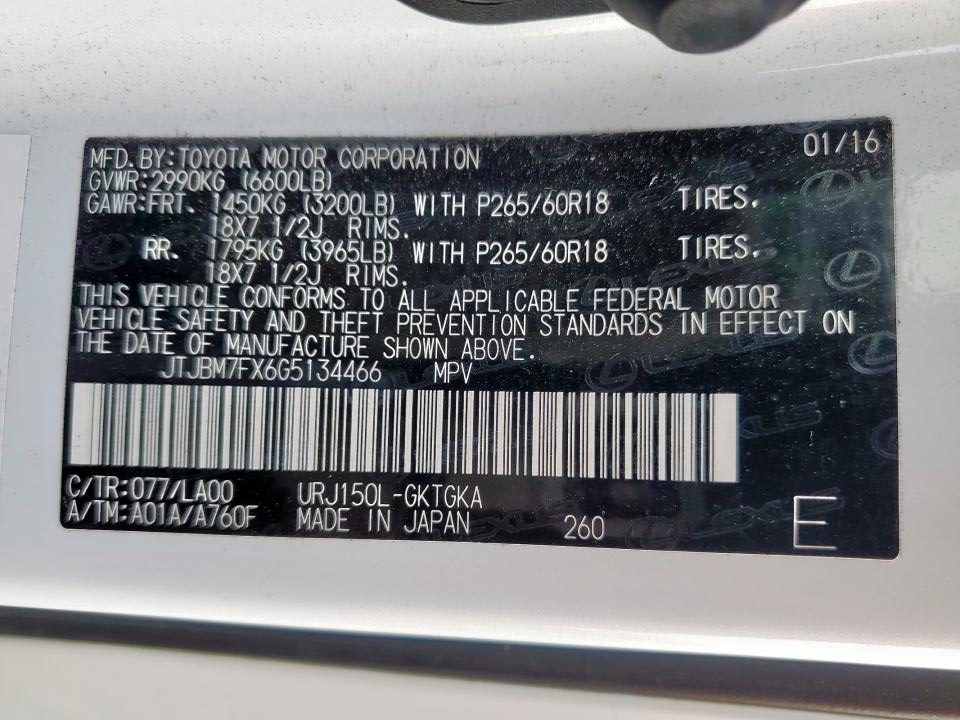 MFD.BY:TOYOTA MOTOR CORPORATION 01/16
GVWR:2990KG (6600LB)
GAWR:FRT. 1450KG (3200LB) WITH P265/60R18 TIRES.
18X7 1/2J RIMS.
RR. 1795KG (3965LB) WITH P265/60R18 TIRES.
18X7 1/2J RIMS.
THIS VEHICLE CONFORMS TO ALL APPLICABLE FEDERAL MOTOR
VEHICLE SAFETY AND THEFT PREVENTION STANDARDS IN EFFECT ON
THE DATE OF MANUFACTURE SHOWN ABOVE.
JTJBM7FX6G5134466 MPV
C/TR:077/LA00 URJ150L-GKTGKA
A/TM:A01A/A760F MADE IN JAPAN 260 E